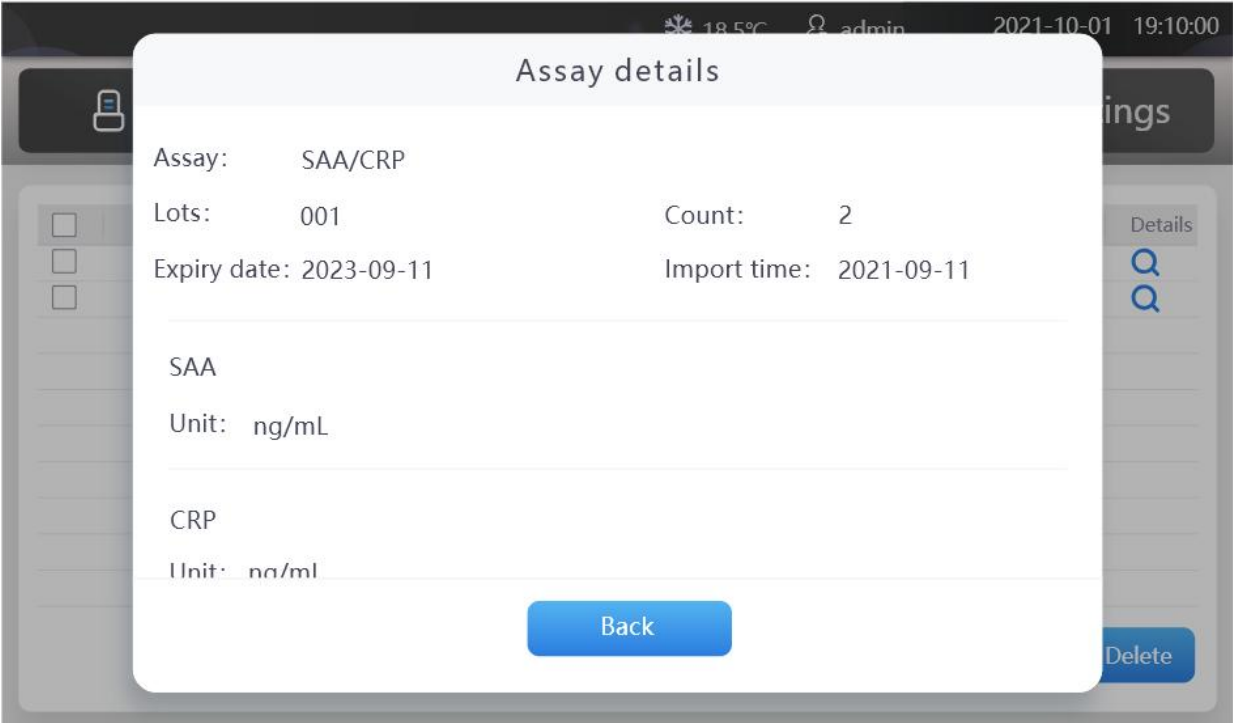 18.5℃ admin 2021-10-01 19:10:00
Assay details
ings
Assay: SAA/CRP
Lots: 001 Count: 2
Details
Expiry date: 2023-09-11 Import time: 2021-09-11
SAA
Unit: ng/mL
CRP
Unit: ng/mL
Back
Delete